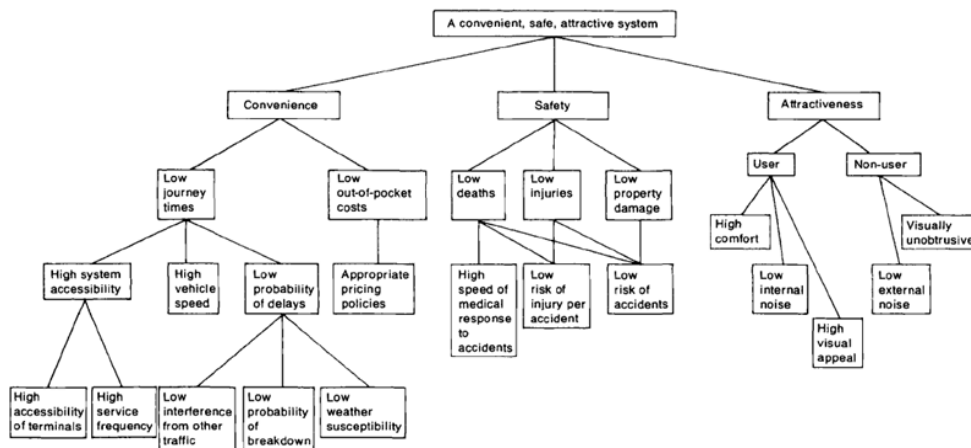 A convenient, safe, attractive system
Convenience
Safety
Attractiveness
Low
journey
times
Low
out-of-pocket
costs
Low
deaths
Low
injuries
Low
property
damage
User
Non-user
High
comfort
Visually
unobtrusive
High system
accessibility
High
vehicle
speed
Low
probability
of delays
Appropriate
pricing
policies
High
speed of
medical
response
to
accidents
Low
risk of
injury per
accident
Low
risk of
accidents
Low
internal
noise
Low
external
noise
High
visual
appeal
High
accessibility
of terminals
High
service
frequency
Low
interference
from other
traffic
Low
probability
of
breakdown
Low
weather
susceptibility